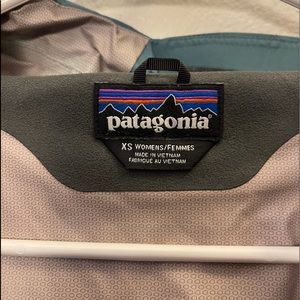 patagonia®
XS WOMENS/FEMMES
MADE IN VIETNAM
FABRIQUÉ AU VIETNAM